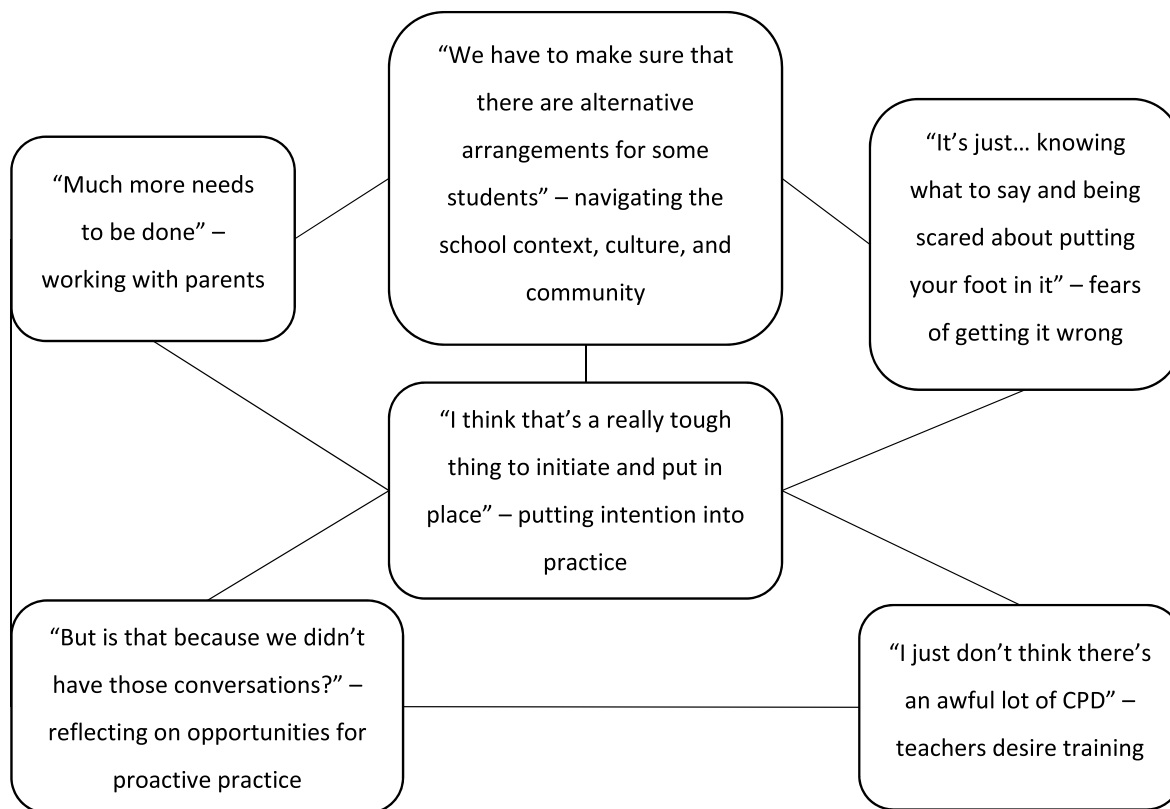 “We have to make sure that
there are alternative
arrangements for some
students” – navigating the
school context, culture, and
community
“Much more needs
to be done” –
working with parents
“It’s just… knowing
what to say and being
scared about putting
your foot in it” – fears
of getting it wrong
“I think that’s a really tough
thing to initiate and put in
place” – putting intention into
practice
“But is that because we didn’t
have those conversations?” –
reflecting on opportunities for
proactive practice
“I just don’t think there’s
an awful lot of CPD” –
teachers desire training